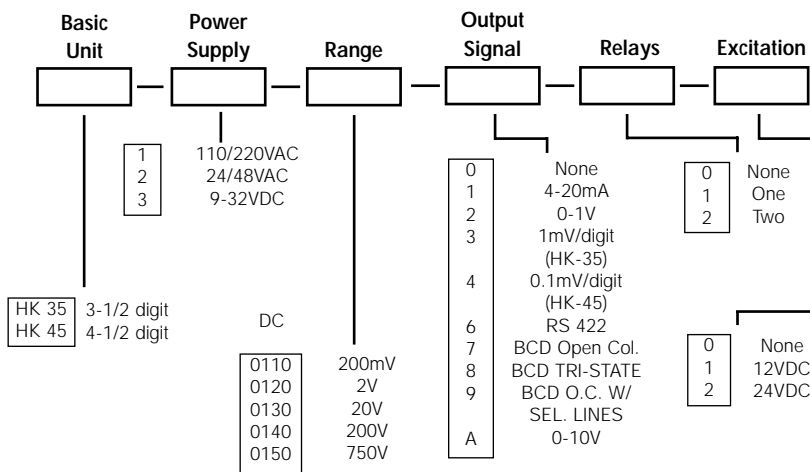 Basic Unit
Power Supply
Range
Output Signal
Relays
Excitation
1 110/220VAC
2 24/48VAC
3 9-32VDC
HK 35 3-1/2 digit
HK 45 4-1/2 digit
DC
0110 200mV
0120 2V
0130 20V
0140 200V
0150 750V
0 None
1 4-20mA
2 0-1V
3 1mV/digit
(HK-35)
4 0.1mV/digit
(HK-45)
6 RS 422
7 BCD Open Col.
8 BCD TRI-STATE
9 BCD O.C. W/
SEL. LINES
A 0-10V
0 None
1 One
2 Two
0 None
1 12VDC
2 24VDC